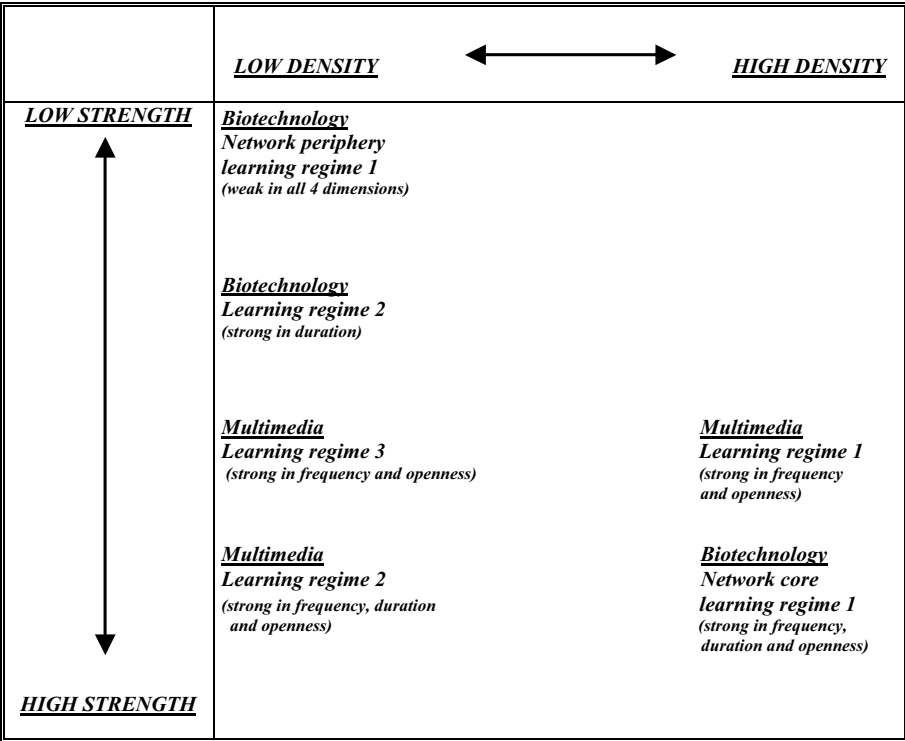 LOW DENSITY HIGH DENSITY
LOW STRENGTH
Biotechnology
Network periphery
learning regime 1
(weak in all 4 dimensions)
Biotechnology
Learning regime 2
(strong in duration)
Multimedia
Learning regime 3
(strong in frequency and openness)
Multimedia
Learning regime 1
(strong in frequency
and openness)
Multimedia
Learning regime 2
(strong in frequency, duration
and openness)
Biotechnology
Network core
learning regime 1
(strong in frequency,
duration and openness)
HIGH STRENGTH